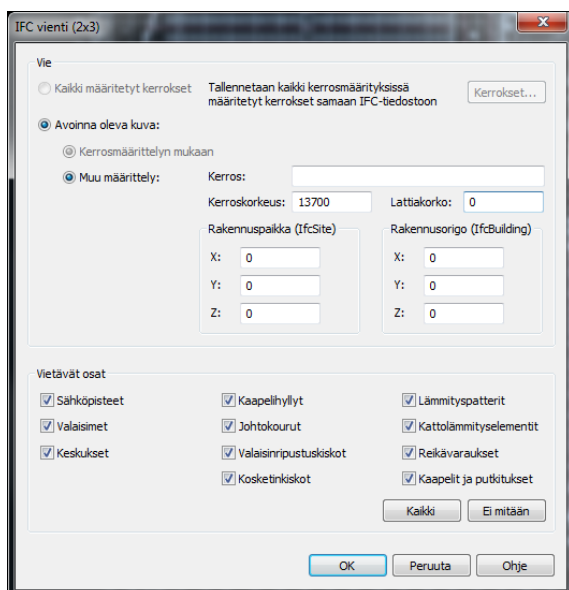 IFC vienti (2x3)
Vie
Kaikki määritetyt kerrokset
Tallennetaan kaikki kerrosmäärityksissä
määritetyt kerrokset samaan IFC-tiedostoon
Kerrokset...
Avoinna oleva kuva:
Kerrosmäärittelyn mukaan
Muu määrittely:
Kerros:
Kerroskorkeus: 13700 Lattiakorko: 0
Rakennuspaikka (IfcSite) Rakennusorigo (IfcBuilding)
X: 0 X: 0
Y: 0 Y: 0
Z: 0 Z: 0
Vietävät osat
Sähköpisteet Kaapelihyllyt Lämmityspatterit
Valaisimet Johtokourut Kattolämmityselementit
Keskukset Valaisinripustuskiskot Reikävaraukset
Kosketinkiskot Kaapelit ja putkitukset
Kaikki Ei mitään
OK Peruuta Ohje